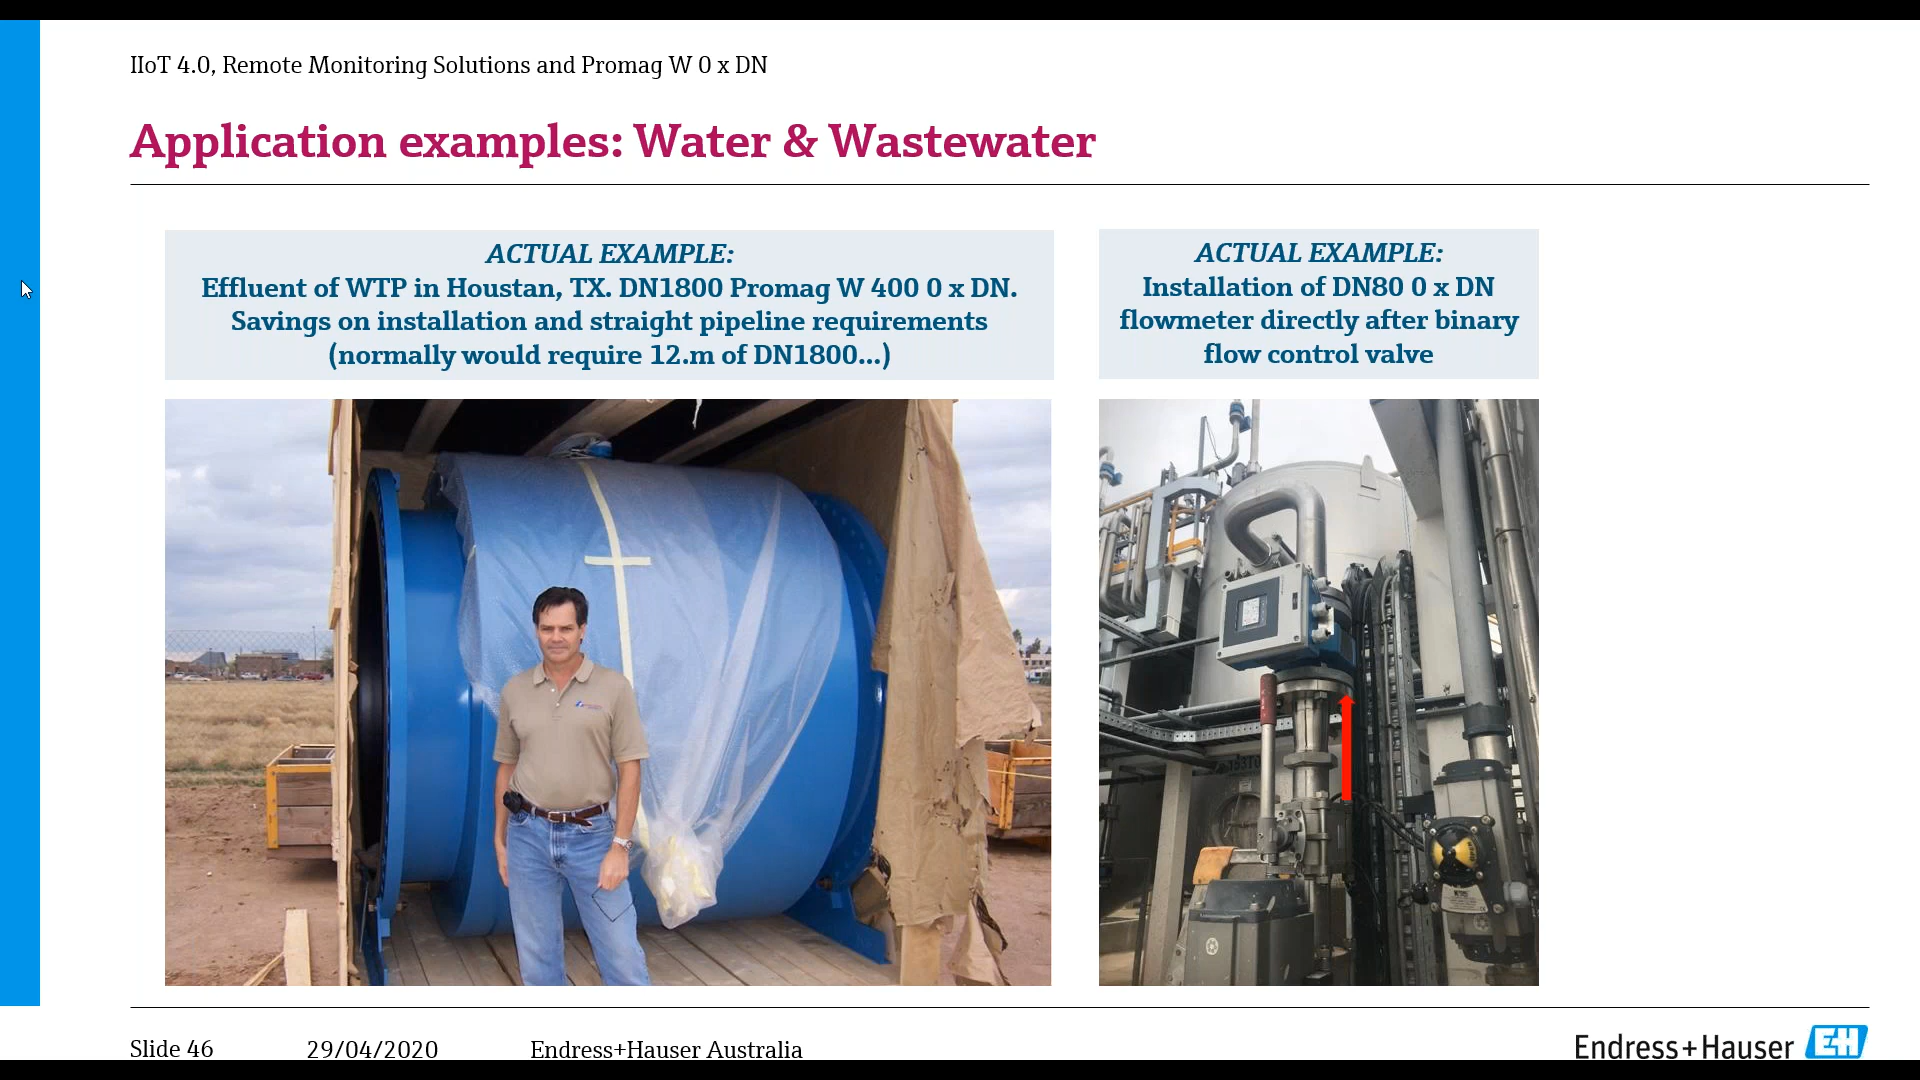 IIoT 4.0, Remote Monitoring Solutions and Promag W 0 x DN
Application examples: Water & Wastewater
ACTUAL EXAMPLE:
Effluent of WTP in Houstan, TX. DN1800 Promag W 400 0 x DN.
Savings on installation and straight pipeline requirements
(normally would require 12.m of DN1800...)
ACTUAL EXAMPLE:
Installation of DN80 0 x DN
flowmeter directly after binary
flow control valve
Slide 46
29/04/2020
Endress+Hauser Australia
Endress+Hauser EH